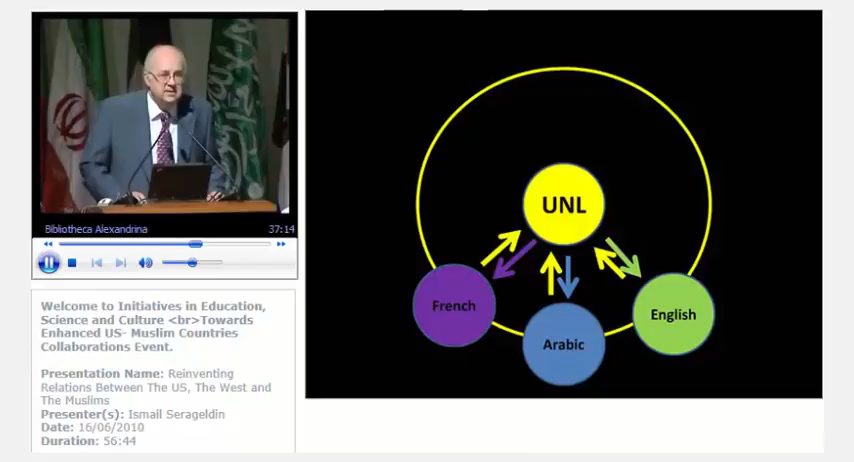 Bibliotheca Alexandrina
37:14
Welcome to Initiatives in Education,
Science and Culture <br>Towards
Enhanced US- Muslim Countries
Collaborations Event.
Presentation Name: Reinventing
Relations Between The US, The West and
The Muslims
Presenter(s): Ismail Serageldin
Date: 16/06/2010
Duration: 56:44
UNL
French
Arabic
English